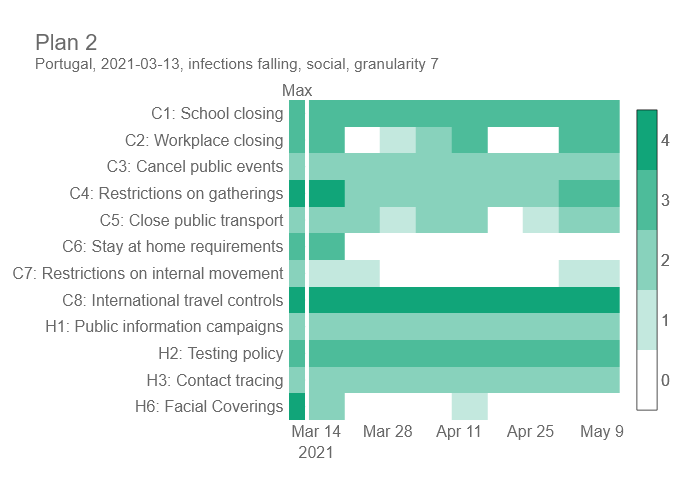 Plan 2
Portugal, 2021-03-13, infections falling, social, granularity 7
Max
C1: School closing
C2: Workplace closing
C3: Cancel public events
C4: Restrictions on gatherings
C5: Close public transport
C6: Stay at home requirements
C7: Restrictions on internal movement
C8: International travel controls
H1: Public information campaigns
H2: Testing policy
H3: Contact tracing
H6: Facial Coverings
4
3
2
1
0
Mar 14 Mar 28 Apr 11 Apr 25 May 9
2021